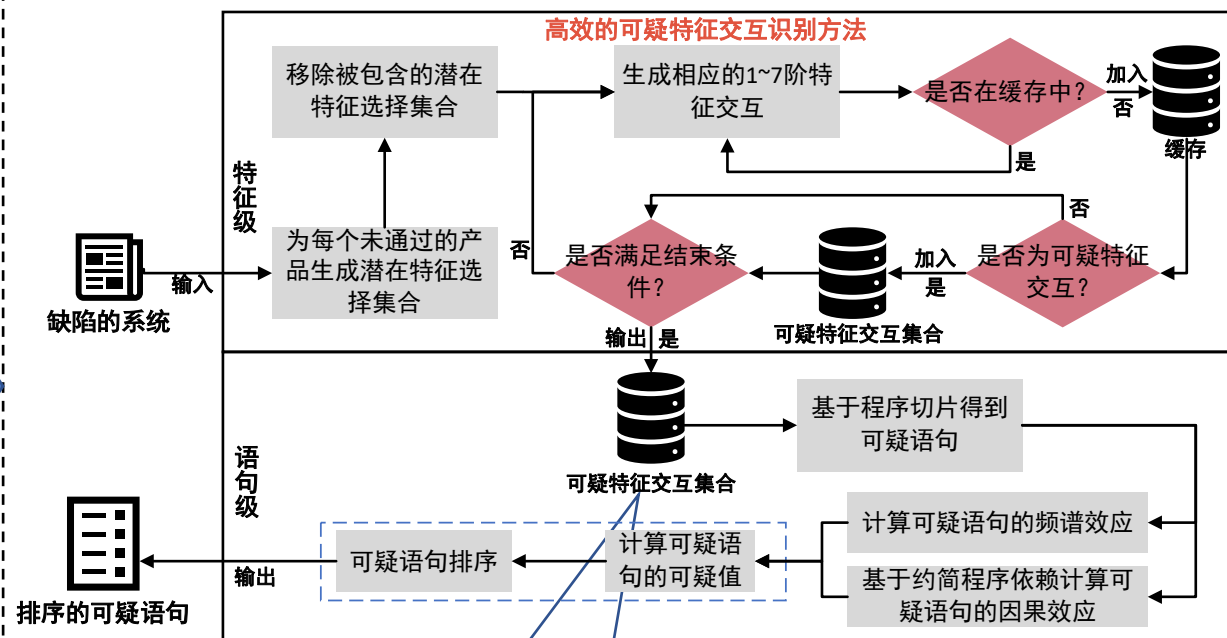 高效的可疑特征交互识别方法
移除被包含的潜在
特征选择集合
生成相应的1~7阶特
征交互
是否在缓存中？
加入
否
缓存
是
特征级
为每个未通过的产
品生成潜在特征选
择集合
否
是否满足结束条
件？
否
加入
是
是否为可疑特征
交互？
可疑特征交互集合
输入
缺陷的系统
输出
是
语句级
可疑特征交互集合
基于程序切片得到
可疑语句
计算可疑语句的频谱效应
基于约简程序依赖计算可
疑语句的因果效应
计算可疑语
句的可疑值
可疑语句排序
输出
排序的可疑语句